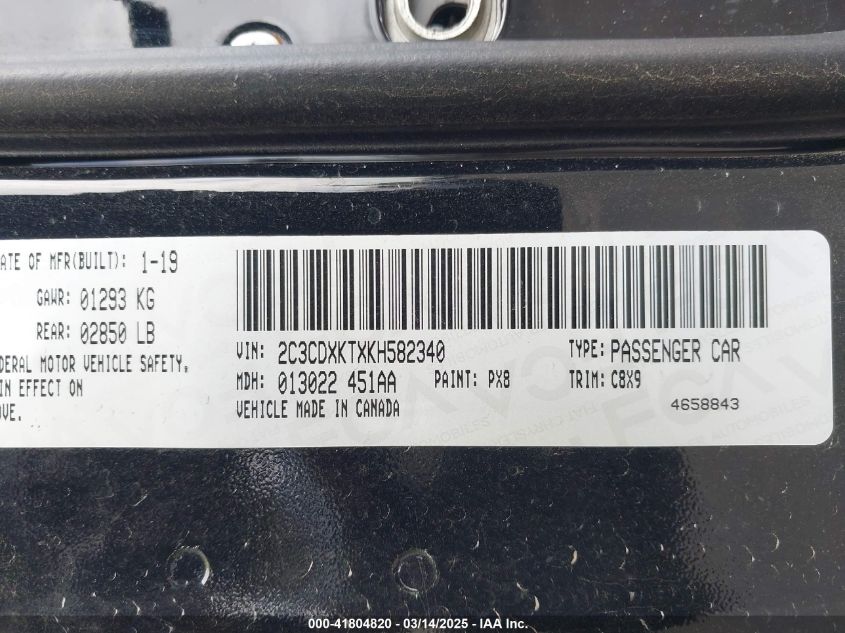 ATE OF MFR(BUILT): 1-19
GAWR: 01293 KG
REAR: 02850 LB
DERAL MOTOR VEHICLE SAFETY,
IN EFFECT ON
OVE.
VIN: 2C3CDXKTXKH582340 TYPE: PASSENGER CAR
MDH: 013022 451AA PAINT: PX8 TRIM: C8X9
VEHICLE MADE IN CANADA 4658843
000-41804820 - 03/14/2025 - IAA Inc.